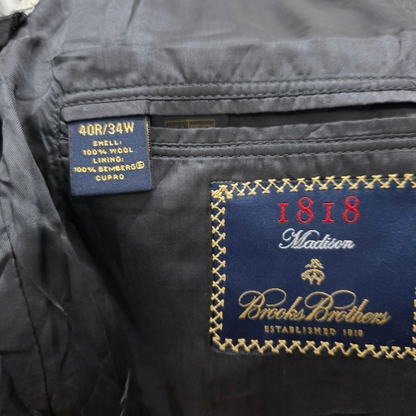 40R/34W
SHELL:
100% WOOL
LINING:
100% BEMBERG®
CUPRO
1818
Madison
Brooks Brothers
ESTABLISHED 1818